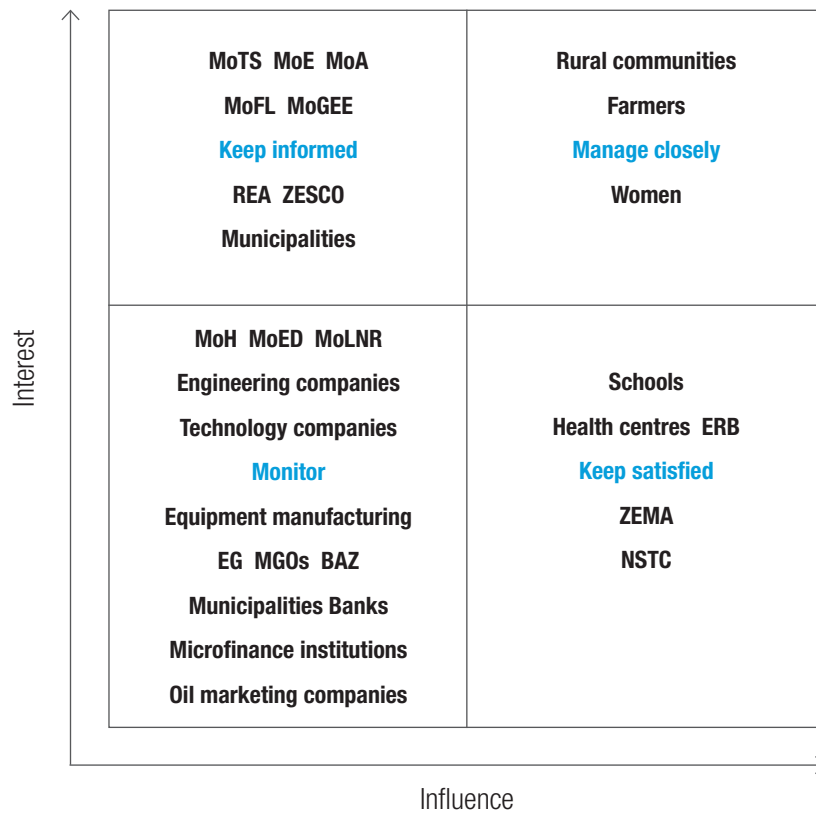 Interest
MoTS MoE MoA
MoFL MoGEE
Keep informed
REA ZESCO
Municipalities
Rural communities
Farmers
Manage closely
Women
MoH MoED MoLNR
Engineering companies
Technology companies
Monitor
Equipment manufacturing
EG MGOs BAZ
Municipalities Banks
Microfinance institutions
Oil marketing companies
Schools
Health centres ERB
Keep satisfied
ZEMA
NSTC
Influence